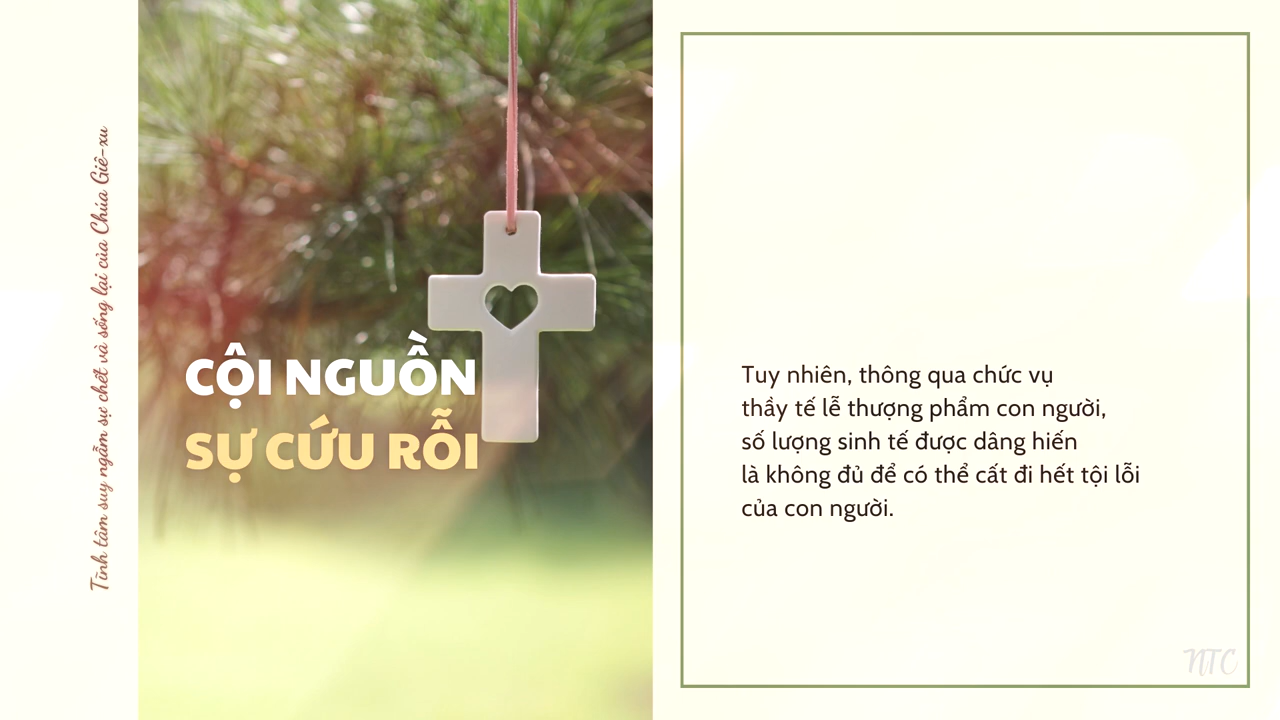 Tĩnh tâm suy ngẫm sự chết và sống lại của Chúa Giê-xu
CỘI NGUỒN
SỰ CỨU RỖI
Tuy nhiên, thông qua chức vụ
thầy tế lễ thượng phẩm con người,
số lượng sinh tế được dâng hiến
là không đủ để có thể cất đi hết tội lỗi
của con người.
NTC